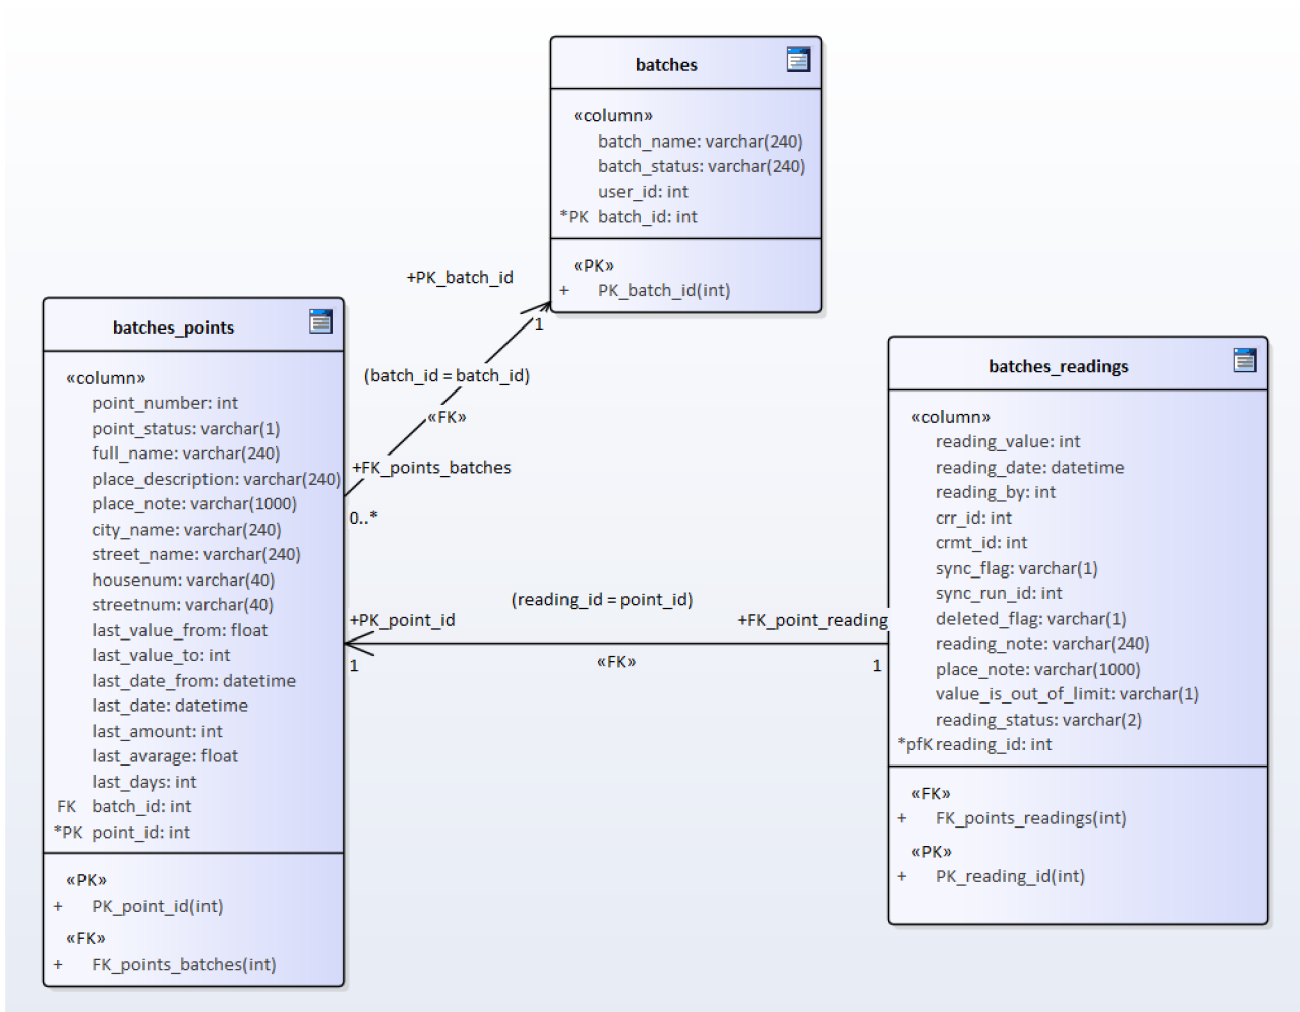 batches
«column»
batch_name: varchar(240)
batch_status: varchar(240)
user_id: int
*PK batch_id: int
«PK»
+ PK_batch_id(int)
+PK_batch_id
1
(batch_id = batch_id)
«FK»
+FK_points_batches
0..*
batches_points
«column»
point_number: int
point_status: varchar(1)
full_name: varchar(240)
place_description: varchar(240)
place_note: varchar(1000)
city_name: varchar(240)
street_name: varchar(240)
housenum: varchar(40)
streetnum: varchar(40)
last_value_from: float
last_value_to: int
last_date_from: datetime
last_date: datetime
last_amount: int
last_avarage: float
last_days: int
FK batch_id: int
*PK point_id: int
«PK»
+ PK_point_id(int)
«FK»
+ FK_points_batches(int)
(reading_id = point_id)
+PK_point_id
+FK_point_reading
1
«FK»
1
batches_readings
«column»
reading_value: int
reading_date: datetime
reading_by: int
crr_id: int
crmt_id: int
sync_flag: varchar(1)
sync_run_id: int
deleted_flag: varchar(1)
reading_note: varchar(240)
place_note: varchar(1000)
value_is_out_of_limit: varchar(1)
reading_status: varchar(2)
*pfK reading_id: int
«FK»
+ FK_points_readings(int)
«PK»
+ PK_reading_id(int)